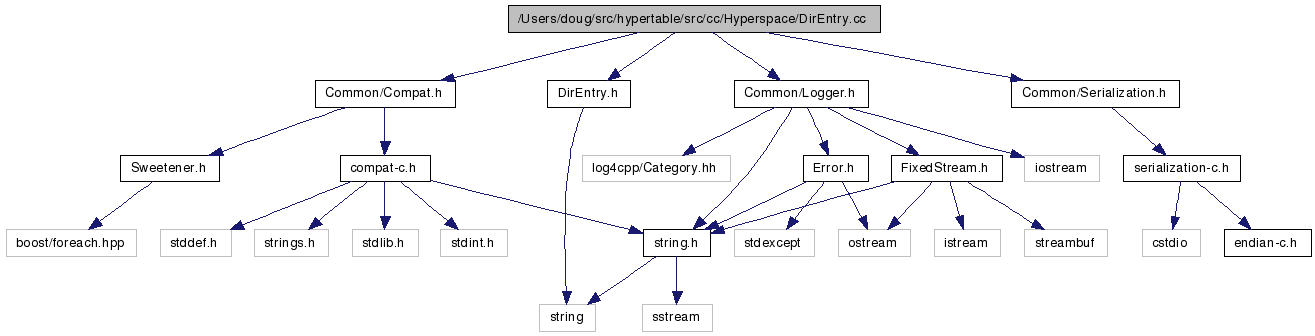 /Users/doug/src/hypertable/src/cc/Hyperspace/DirEntry.cc
Common/Compat.h
DirEntry.h
Common/Logger.h
Common/Serialization.h
Sweetener.h
compat-c.h
log4cpp/Category.hh
Error.h
FixedStream.h
iostream
serialization-c.h
boost/foreach.hpp
stddef.h
strings.h
stdlib.h
stdint.h
string.h
stdexcept
ostream
istream
streambuf
cstdio
endian-c.h
string
sstream